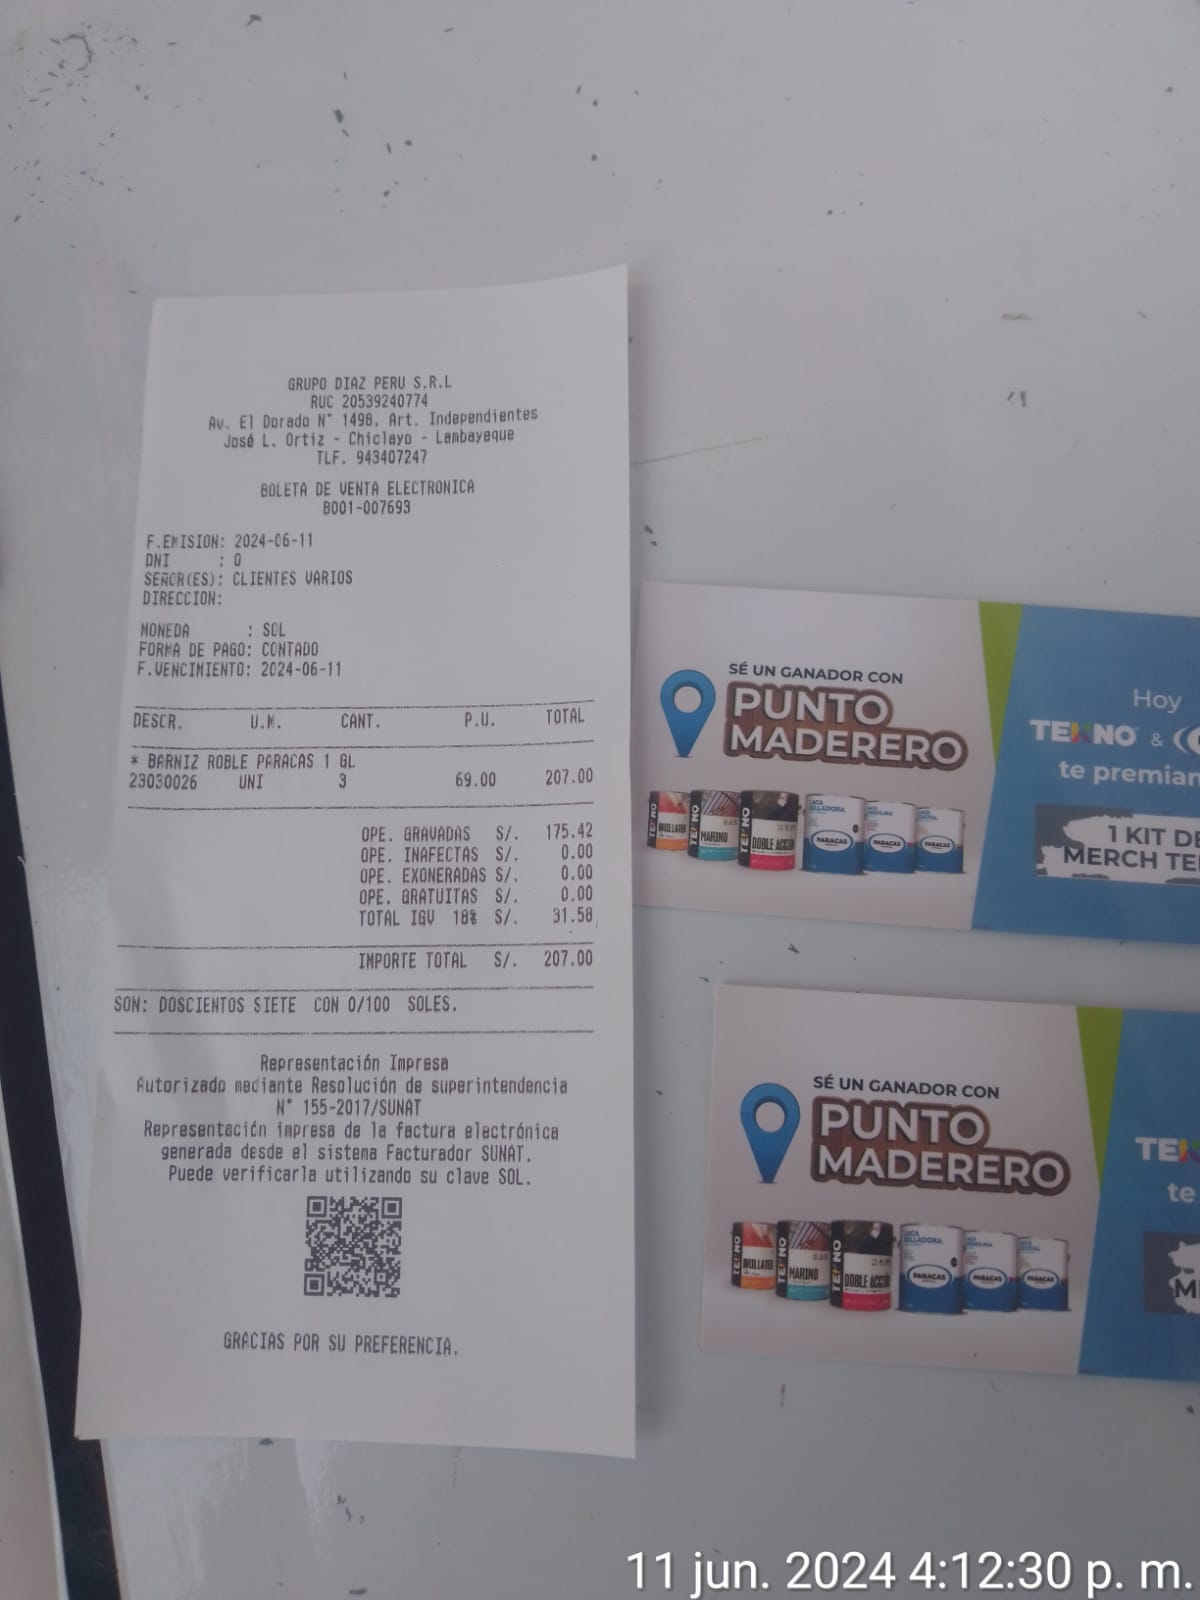 GRUPO DIAZ PERU S.R.L
RUC 20539240774
Av. El Dorado N° 1498, Art. Independientes
José L. Ortiz - Chiclayo - Lambayeque
TLF. 943407247
BOLETA DE VENTA ELECTRONICA
B001-007693
F.EMISION: 2024-06-11
DNI : 0
SEÑOR(ES): CLIENTES VARIOS
DIRECCION:
MONEDA : SOL
FORMA DE PAGO: CONTADO
F.VENCIMIENTO: 2024-06-11
DESCR. U.M. CANT. P.U. TOTAL
* BARNIZ ROBLE PARACAS 1 GL
23030026 UNI 3 69.00 207.00
OPE. GRAVADAS S/. 175.42
OPE. INAFECTAS S/. 0.00
OPE. EXONERADAS S/. 0.00
OPE. GRATUITAS S/. 0.00
TOTAL IGV 18% S/. 31.58
IMPORTE TOTAL S/. 207.00
SON: DOSCIENTOS SIETE CON 0/100 SOLES.
Representación Impresa
Autorizado mediante Resolución de superintendencia
N° 155-2017/SUNAT
Representación impresa de la factura electrónica
generada desde el sistema Facturador SUNAT.
Puede verificarla utilizando su clave SOL.
GRACIAS POR SU PREFERENCIA.
SÉ UN GANADOR CON
PUNTO
MADERERO
TEKNO BRILLATEK
TEKNO MARINO
TEKNO DOBLE ACCIÓN
LACA SELLADORA PARACAS
PARACAS
PARACAS
Hoy
TEKNO &
te premian
1 KIT DE
MERCH TE
SÉ UN GANADOR CON
PUNTO
MADERERO
TEKNO BRILLATEK
TEKNO MARINO
TEKNO DOBLE ACCIÓN
LACA SELLADORA PARACAS
PARACAS
PARACAS
TEK
te
M
11 jun. 2024 4:12:30 p. m.